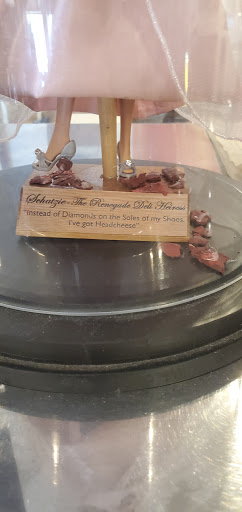 Schatzie-The Renegade Deli Heiress
"Instead of Diamonds on the Soles of my Shoes,
I've got Headcheese"